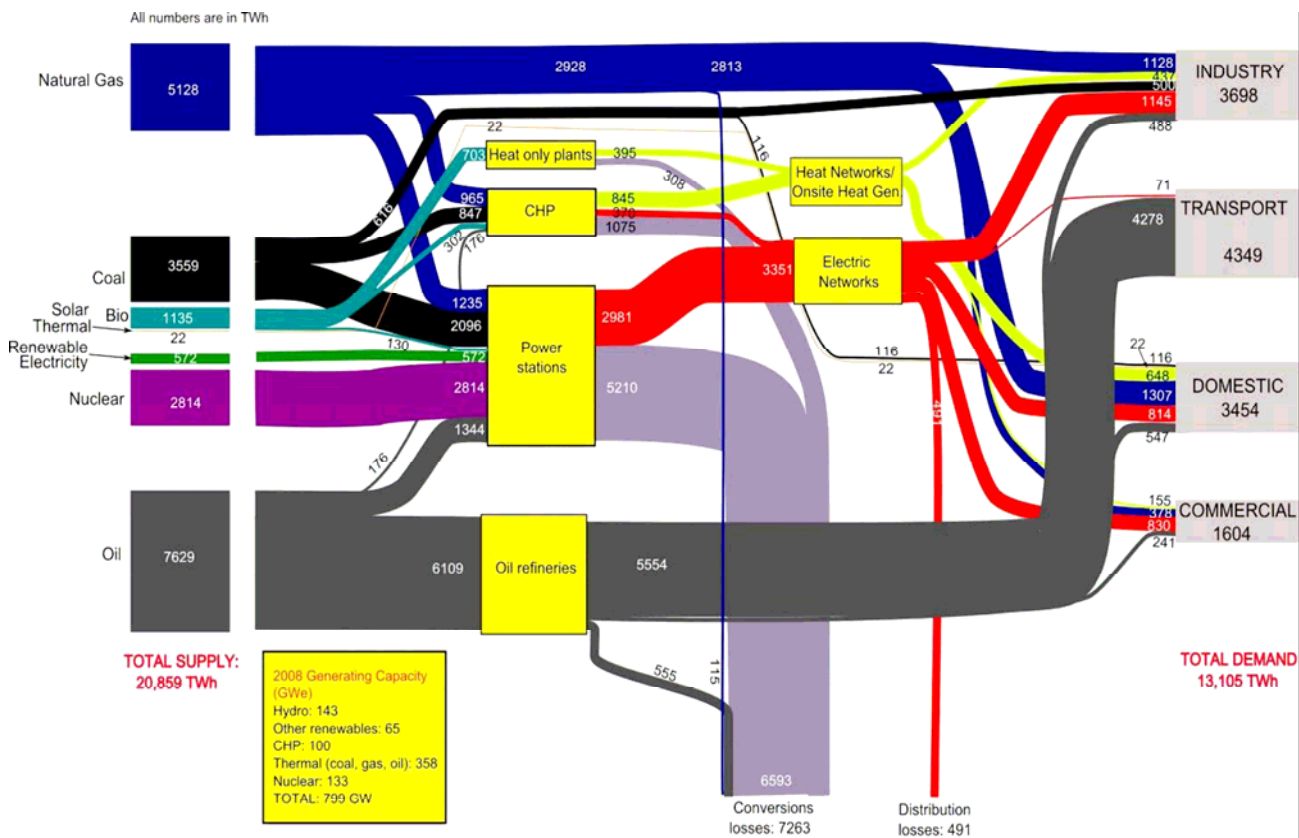 All numbers are in TWh
Natural Gas
5128
2928
2813
1128
437
500
1145
488
INDUSTRY
3698
22
703
Heat only plants
395
116
308
Heat Networks/
Onsite Heat Gen.
965
847
CHP
845
370
1075
616
302
176
71
4278
TRANSPORT
4349
Coal
3559
1235
2096
2981
3351
Electric
Networks
Solar
Thermal
Bio
1135
22
Renewable
Electricity
572
130
572
Power
stations
5210
116
22
22
116
648
1307
814
547
DOMESTIC
3454
Nuclear
2814
2814
1344
176
491
155
378
830
241
COMMERCIAL
1604
Oil
7629
6109
Oil refineries
5554
555
115
TOTAL SUPPLY:
20,859 TWh
2008 Generating Capacity
(GWe)
Hydro: 143
Other renewables: 65
CHP: 100
Thermal (coal, gas, oil): 358
Nuclear: 133
TOTAL: 799 GW
TOTAL DEMAND
13,105 TWh
6593
Conversions
losses: 7263
Distribution
losses: 491